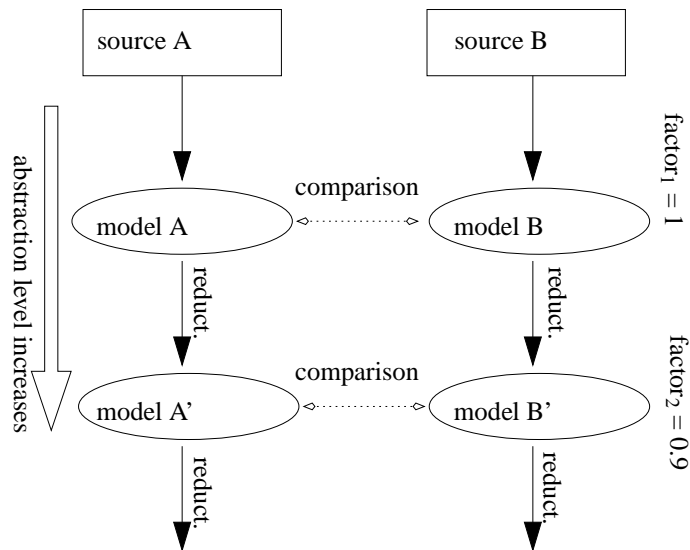 source A
source B
factor₁ = 1
comparison
model A
model B
abstraction level increases
reduct.
reduct.
comparison
model A’
model B’
factor₂ = 0.9
reduct.
reduct.